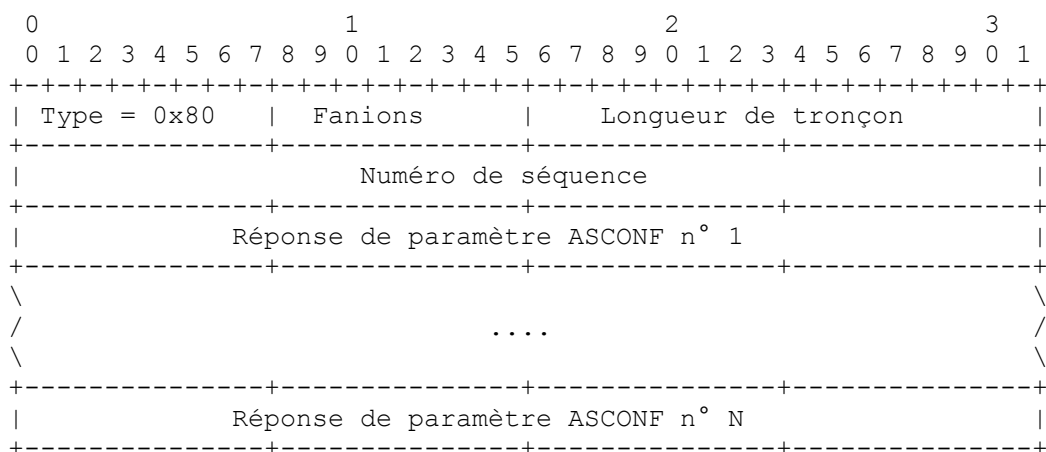 0                   1                   2                   3
0 1 2 3 4 5 6 7 8 9 0 1 2 3 4 5 6 7 8 9 0 1 2 3 4 5 6 7 8 9 0 1
+-+-+-+-+-+-+-+-+-+-+-+-+-+-+-+-+-+-+-+-+-+-+-+-+-+-+-+-+-+-+-+-+
| Type = 0x80   |  Fanions      |    Longueur de tronçon        |
+---------------+---------------+---------------+---------------+
|                     Numéro de séquence                        |
+---------------+---------------+---------------+---------------+
|             Réponse de paramètre ASCONF n° 1                  |
+---------------+---------------+---------------+---------------+
\                                                               \
/                             ....                              /
\                                                               \
+---------------+---------------+---------------+---------------+
|             Réponse de paramètre ASCONF n° N                  |
+---------------+---------------+---------------+---------------+